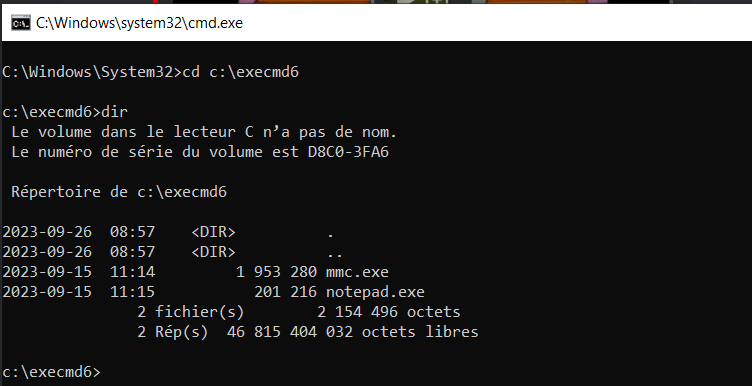 C:\Windows\system32\cmd.exe
C:\Windows\System32>cd c:\execmd6
c:\execmd6>dir
 Le volume dans le lecteur C n’a pas de nom.
 Le numéro de série du volume est D8C0-3FA6
 Répertoire de c:\execmd6
2023-09-26  08:57    <DIR>          .
2023-09-26  08:57    <DIR>          ..
2023-09-15  11:14         1 953 280 mmc.exe
2023-09-15  11:15           201 216 notepad.exe
               2 fichier(s)        2 154 496 octets
               2 Rép(s)  46 815 404 032 octets libres
c:\execmd6>